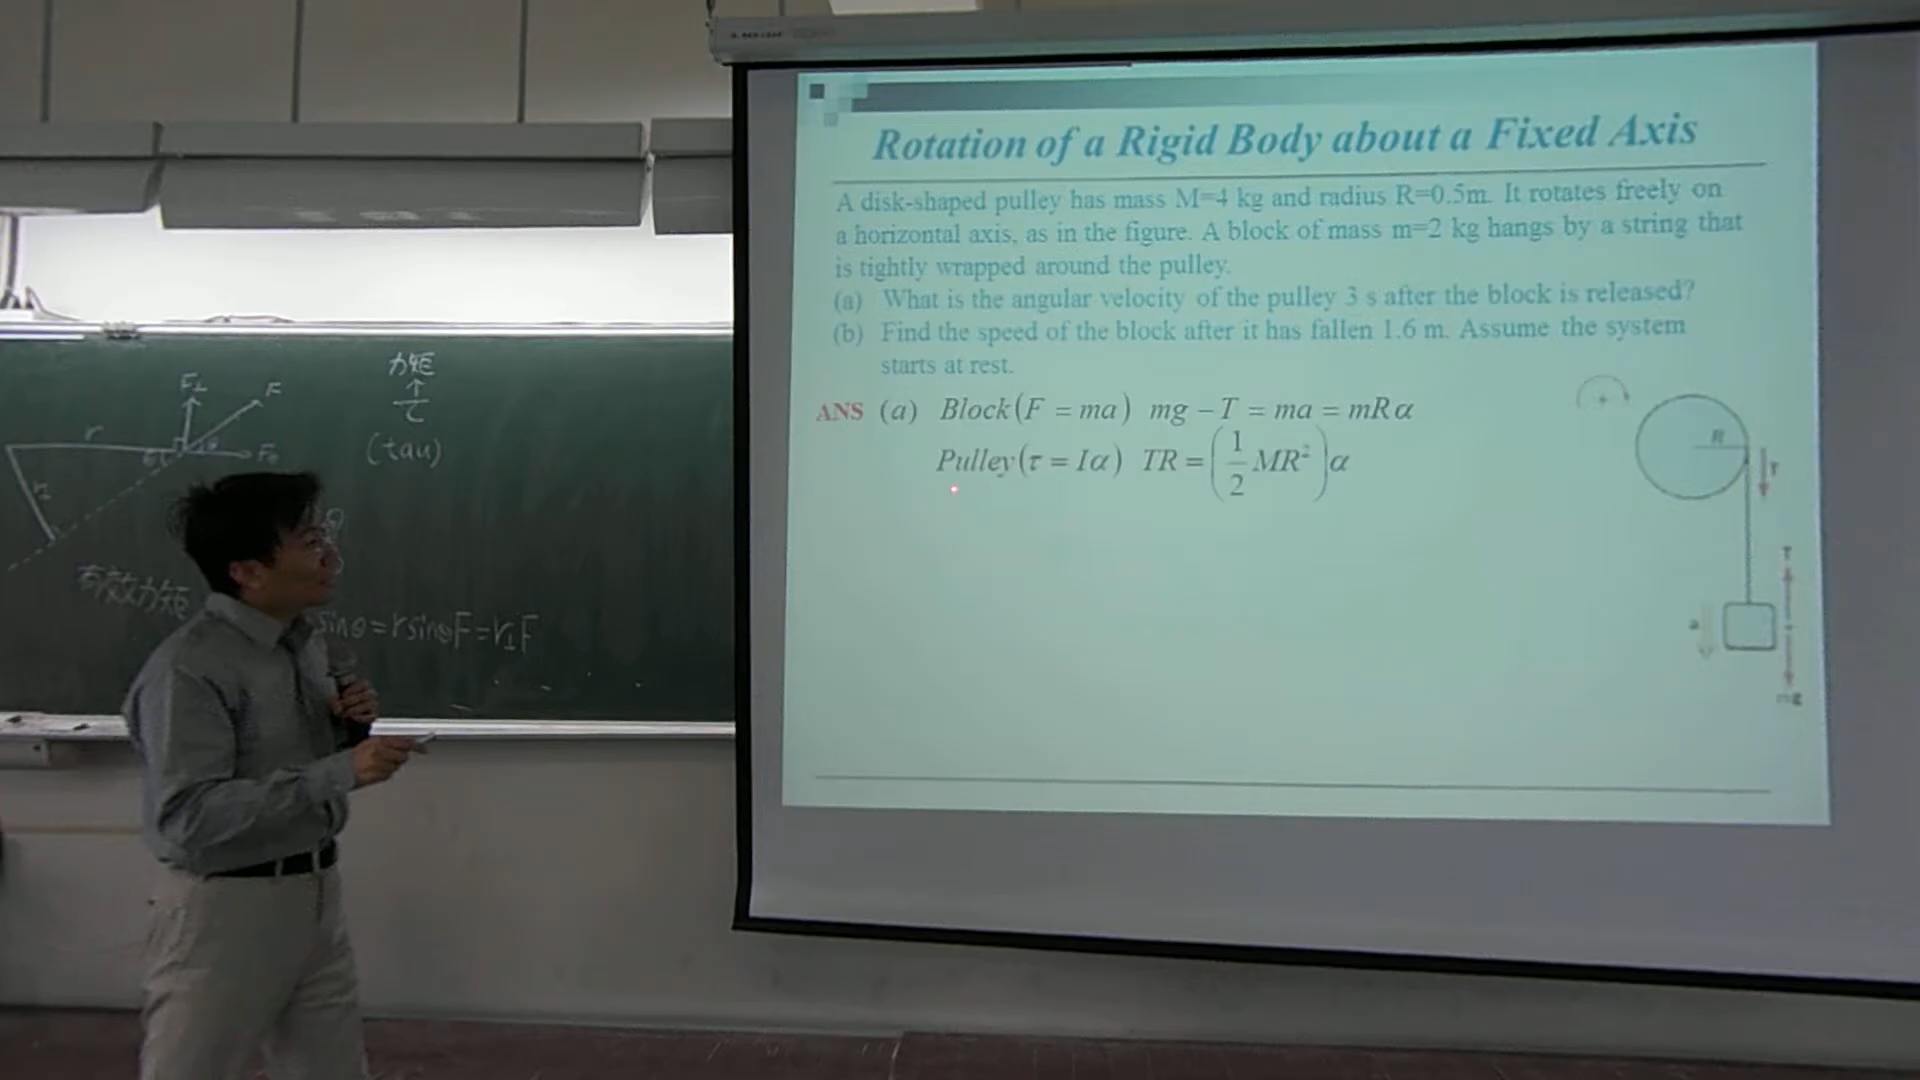 Rotation of a Rigid Body about a Fixed Axis
A disk-shaped pulley has mass M=4 kg and radius R=0.5m. It rotates freely on
a horizontal axis, as in the figure. A block of mass m=2 kg hangs by a string that
is tightly wrapped around the pulley.
(a) What is the angular velocity of the pulley 3 s after the block is released?
(b) Find the speed of the block after it has fallen 1.6 m. Assume the system
starts at rest.
ANS (a) Block(F = ma) mg − T = ma = mRα
Pulley(τ = Iα) TR = (1/2 MR²)α
R
T
T
a
mg
力矩
↑
τ
(tau)
F⊥
F
r
θ
r⊥
有效力矩
sinθ=rsinθF=r⊥F